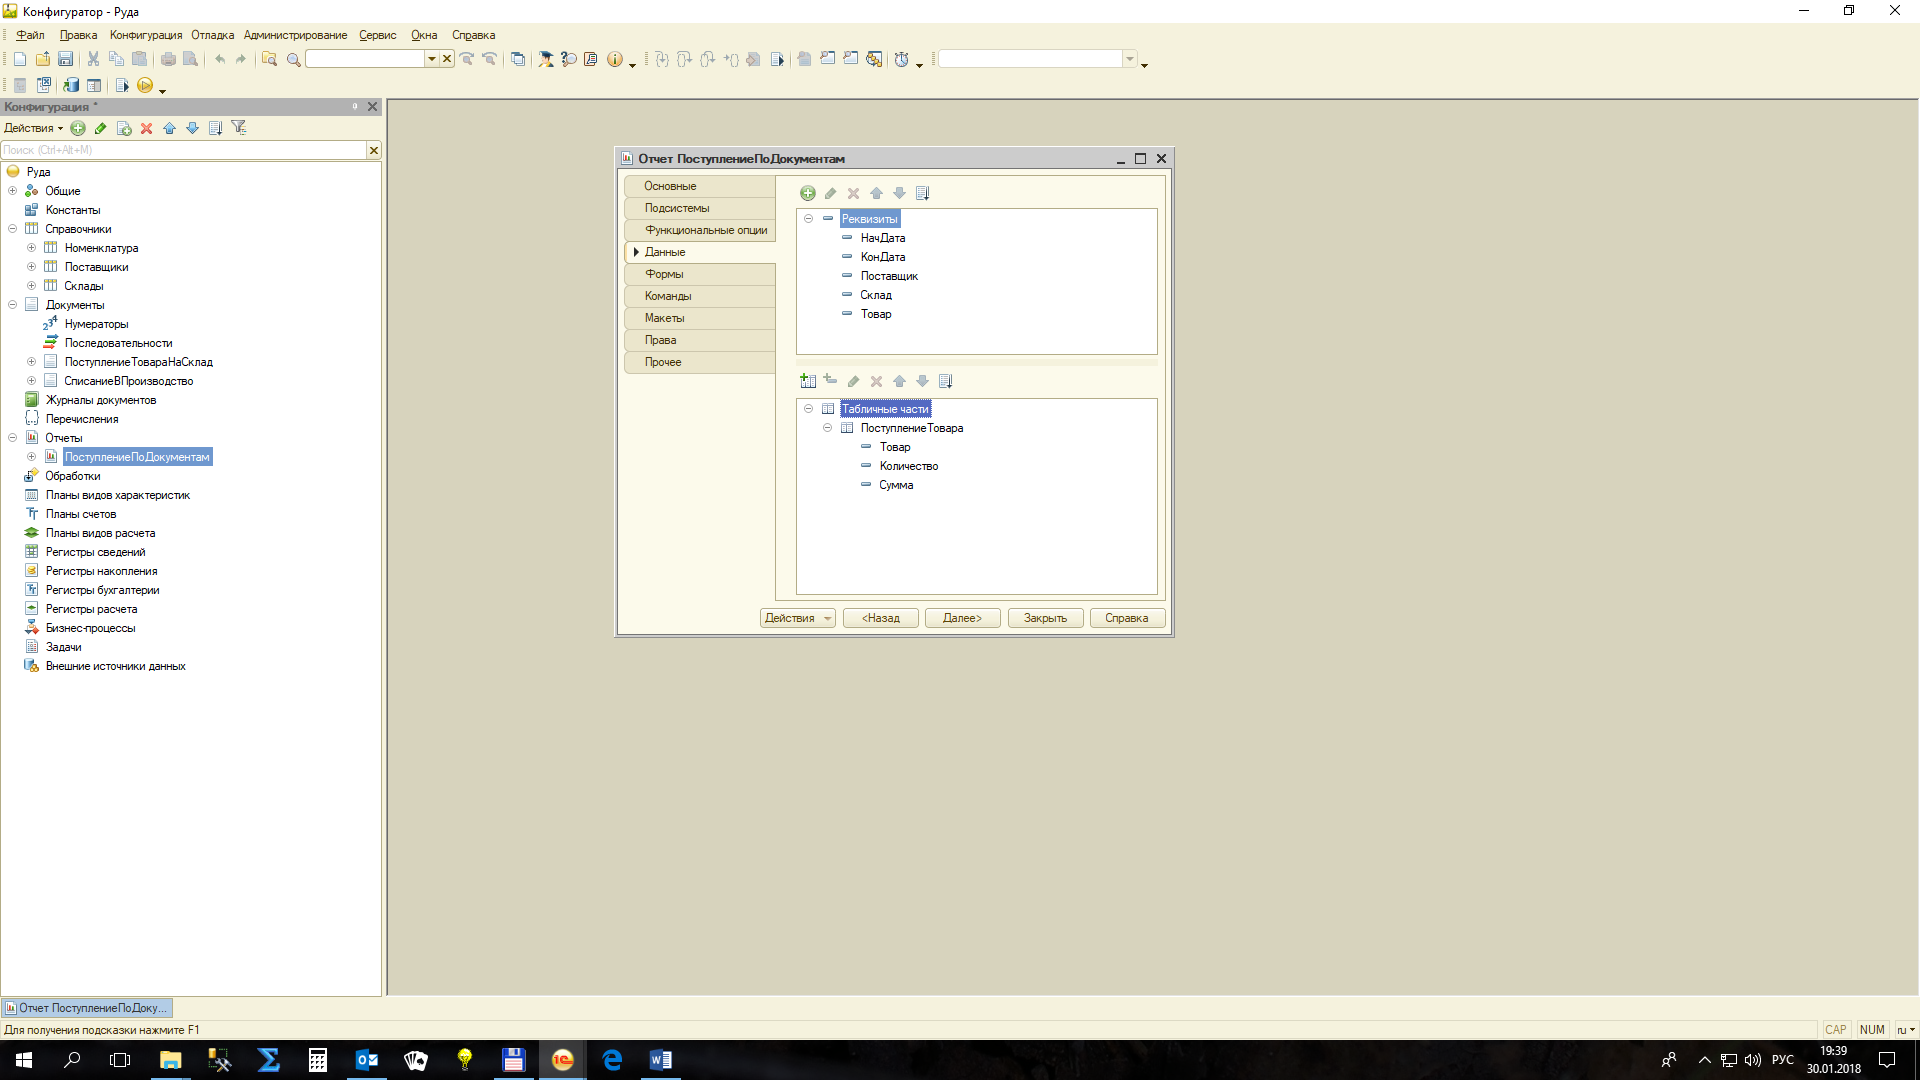 Конфигуратор - Руда
Файл Правка Конфигурация Отладка Администрирование Сервис Окна Справка
Конфигурация *
Действия
Поиск (Ctrl+Alt+M)
Руда
Общие
Константы
Справочники
Номенклатура
Поставщики
Склады
Документы
Нумераторы
Последовательности
ПоступлениеТовараНаСклад
СписаниеВПроизводство
Журналы документов
Перечисления
Отчеты
ПоступлениеПоДокументам
Обработки
Планы видов характеристик
Планы счетов
Планы видов расчета
Регистры сведений
Регистры накопления
Регистры бухгалтерии
Регистры расчета
Бизнес-процессы
Задачи
Внешние источники данных
Отчет ПоступлениеПоДокументам
Основные
Подсистемы
Функциональные опции
Данные
Формы
Команды
Макеты
Права
Прочее
Реквизиты
НачДата
КонДата
Поставщик
Склад
Товар
Табличные части
ПоступлениеТовара
Товар
Количество
Сумма
Действия <Назад Далее> Закрыть Справка
Отчет ПоступлениеПоДоку...
Для получения подсказки нажмите F1
CAP NUM ru
РУС
19:39
30.01.2018